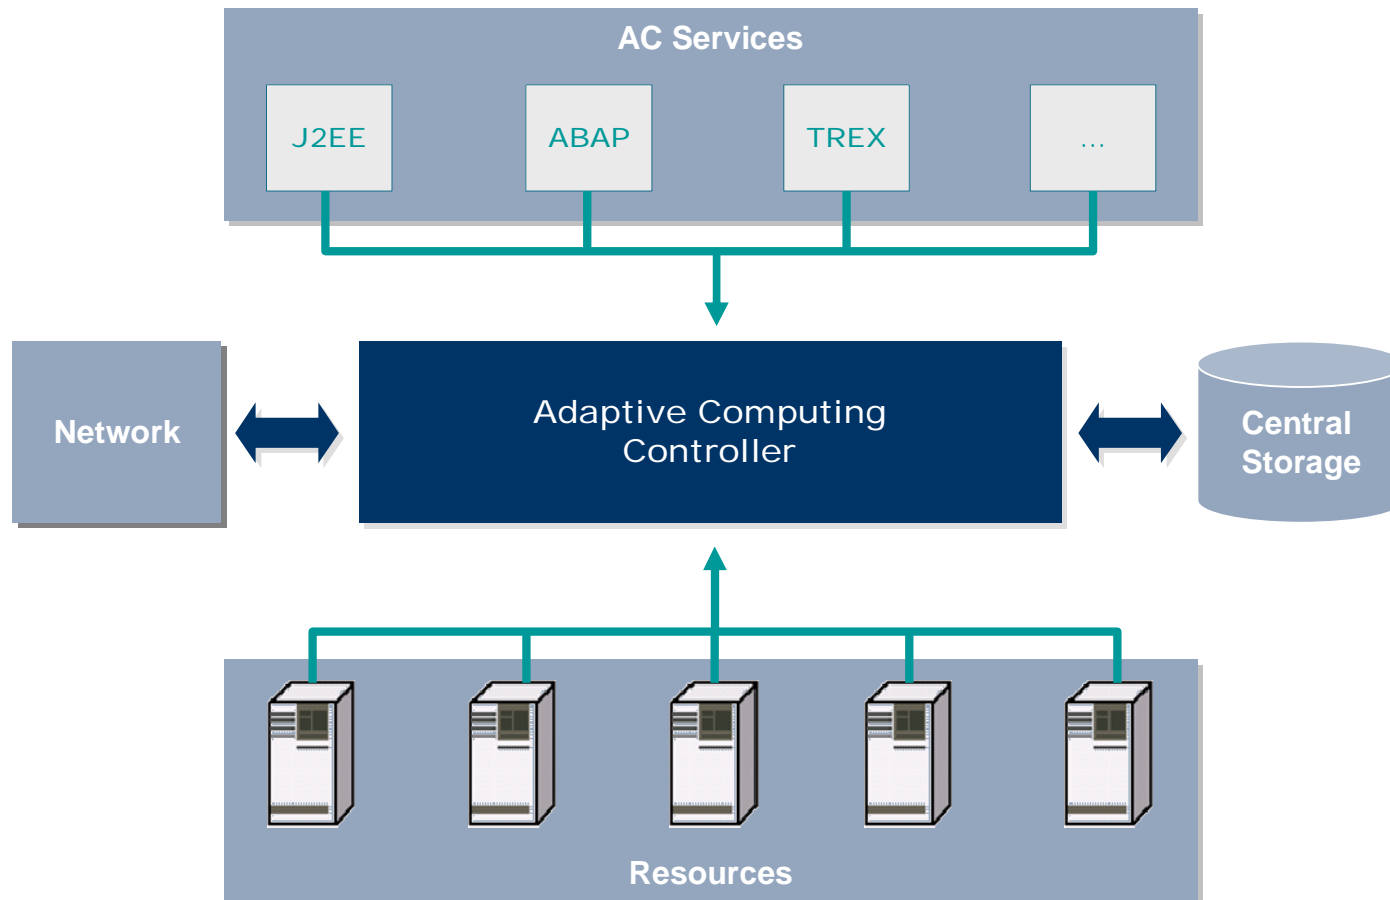 AC Services
J2EE
ABAP
TREX
...
Network
Adaptive Computing
Controller
Central
Storage
Resources